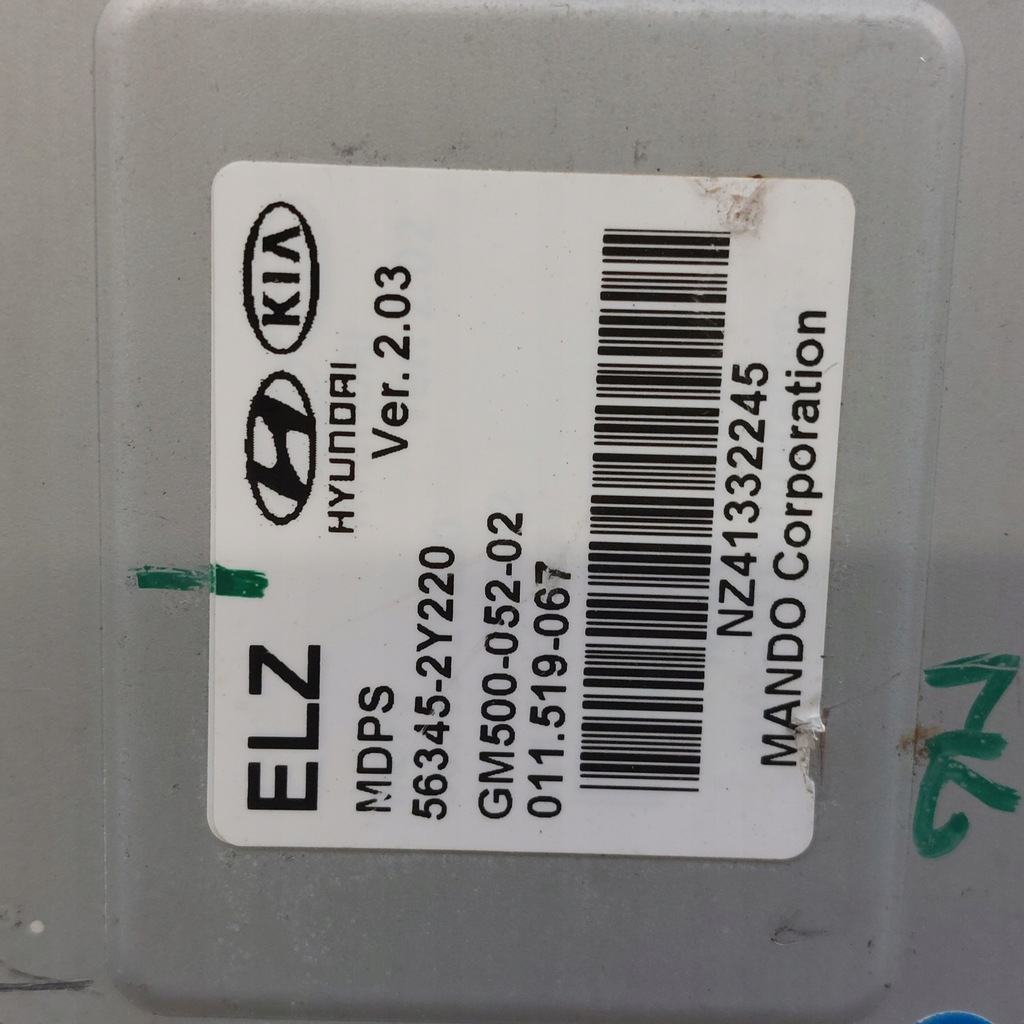 ELZ
KIA
HYUNDAI
MDPS
Ver. 2.03
56345-2Y220
GM500-052-02
011.519-067
NZ41332245
MANDO Corporation